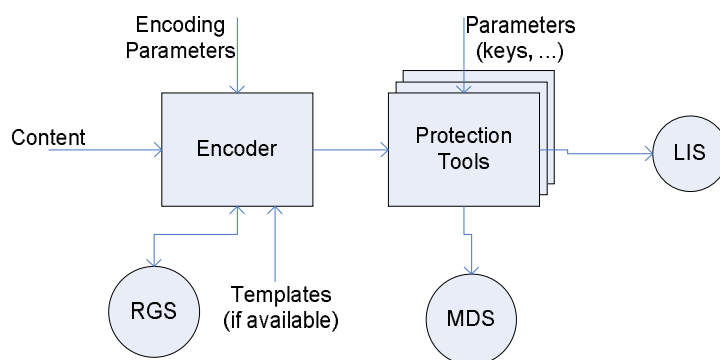 Encoding
Parameters
Parameters
(keys, ...)
Content
Encoder
Protection
Tools
LIS
RGS
Templates
(if available)
MDS